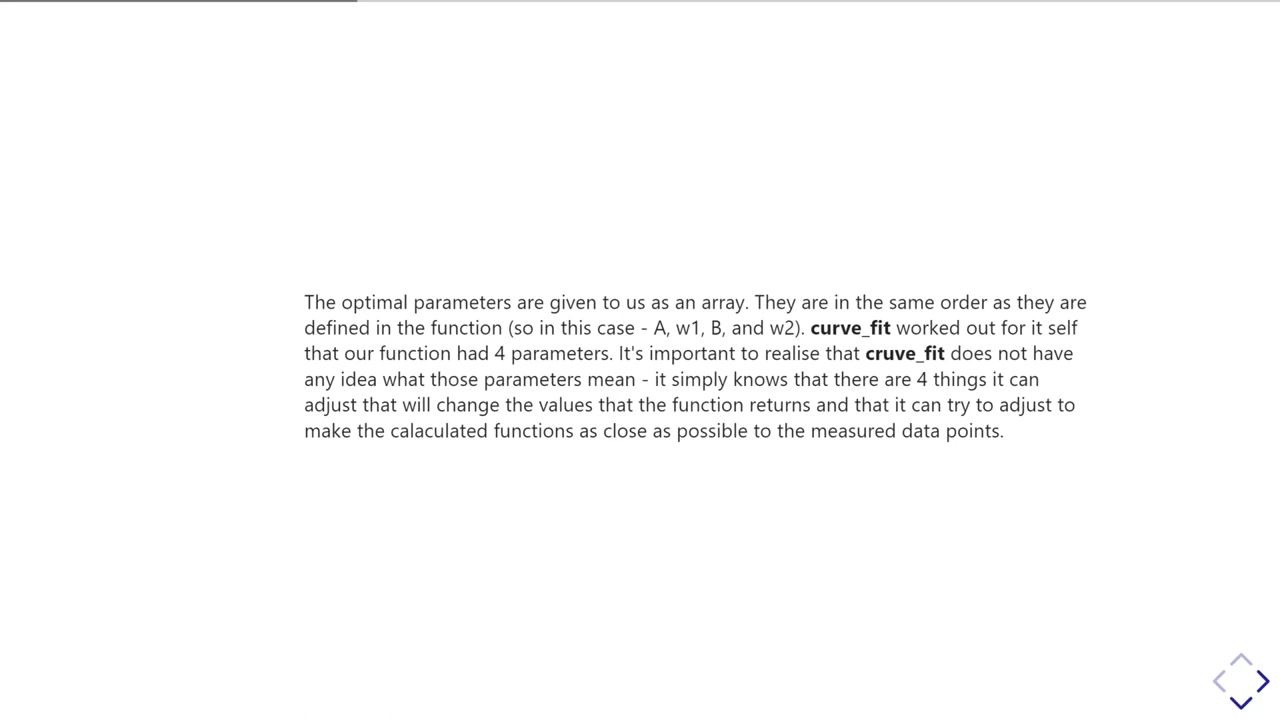 The optimal parameters are given to us as an array. They are in the same order as they are
defined in the function (so in this case - A, w1, B, and w2). curve_fit worked out for it self
that our function had 4 parameters. It's important to realise that cruve_fit does not have
any idea what those parameters mean - it simply knows that there are 4 things it can
adjust that will change the values that the function returns and that it can try to adjust to
make the calaculated functions as close as possible to the measured data points.